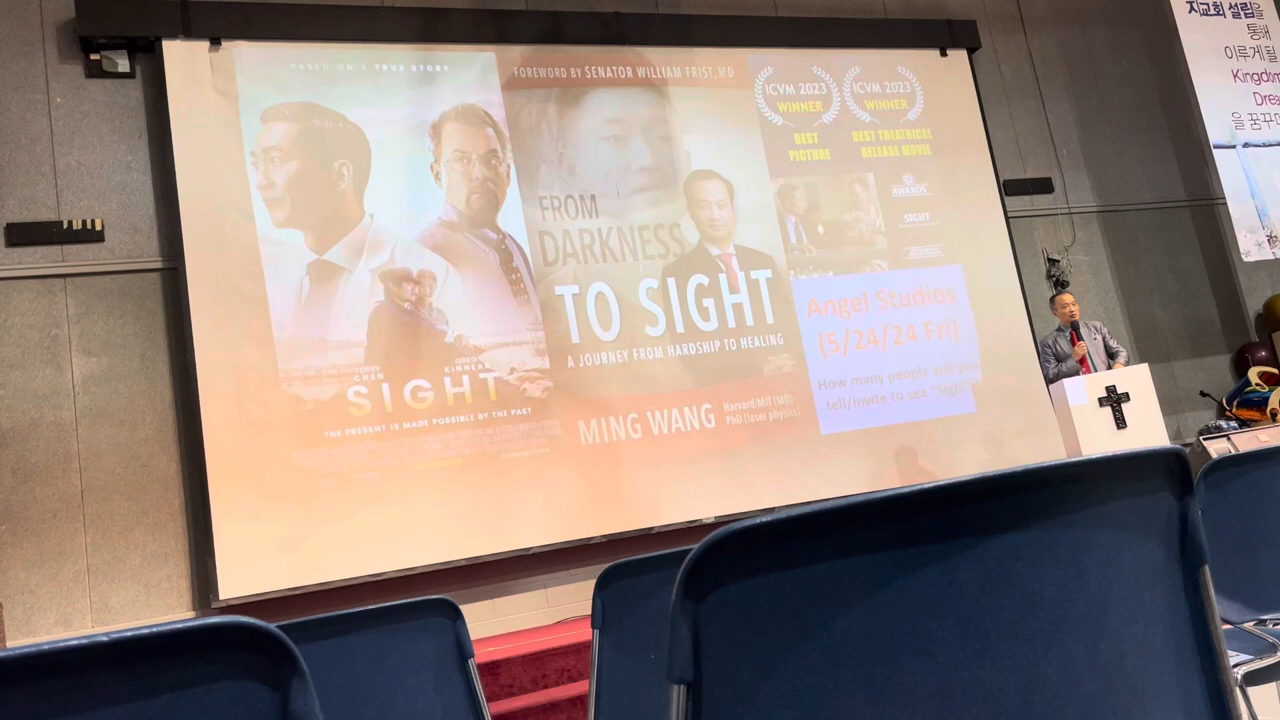 BASED ON A TRUE STORY
TERRY
CHEN
GREG
KINNEAR
SIGHT
THE PRESENT IS MADE POSSIBLE BY THE PAST
FOREWORD BY SENATOR WILLIAM FRIST, MD
FROM
DARKNESS
TO SIGHT
A JOURNEY FROM HARDSHIP TO HEALING
MING WANG
Harvard/MIT (MD)
PhD (laser physics)
ICVM 2023
WINNER
BEST
PICTURE
ICVM 2023
WINNER
BEST THEATRICAL
RELEASE MOVIE
AWARDS
SIGHT
Angel Studios
(5/24/24 Fri)
How many people will you
tell/invite to see "Sight"
지교회 설립을
통해
이루게 될
Kingdom
Drea
을 꿈꾸며